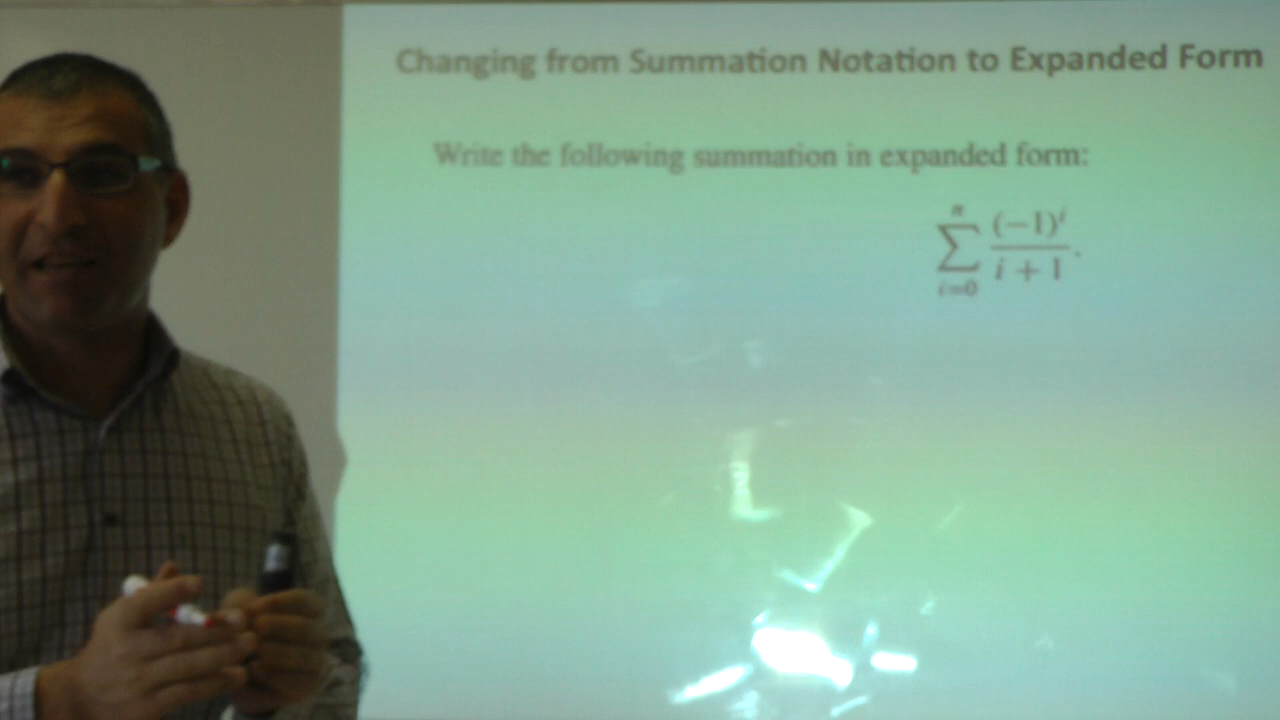 Changing from Summation Notation to Expanded Form
Write the following summation in expanded form:
n
∑ (−1)^i / (i + 1).
i=0